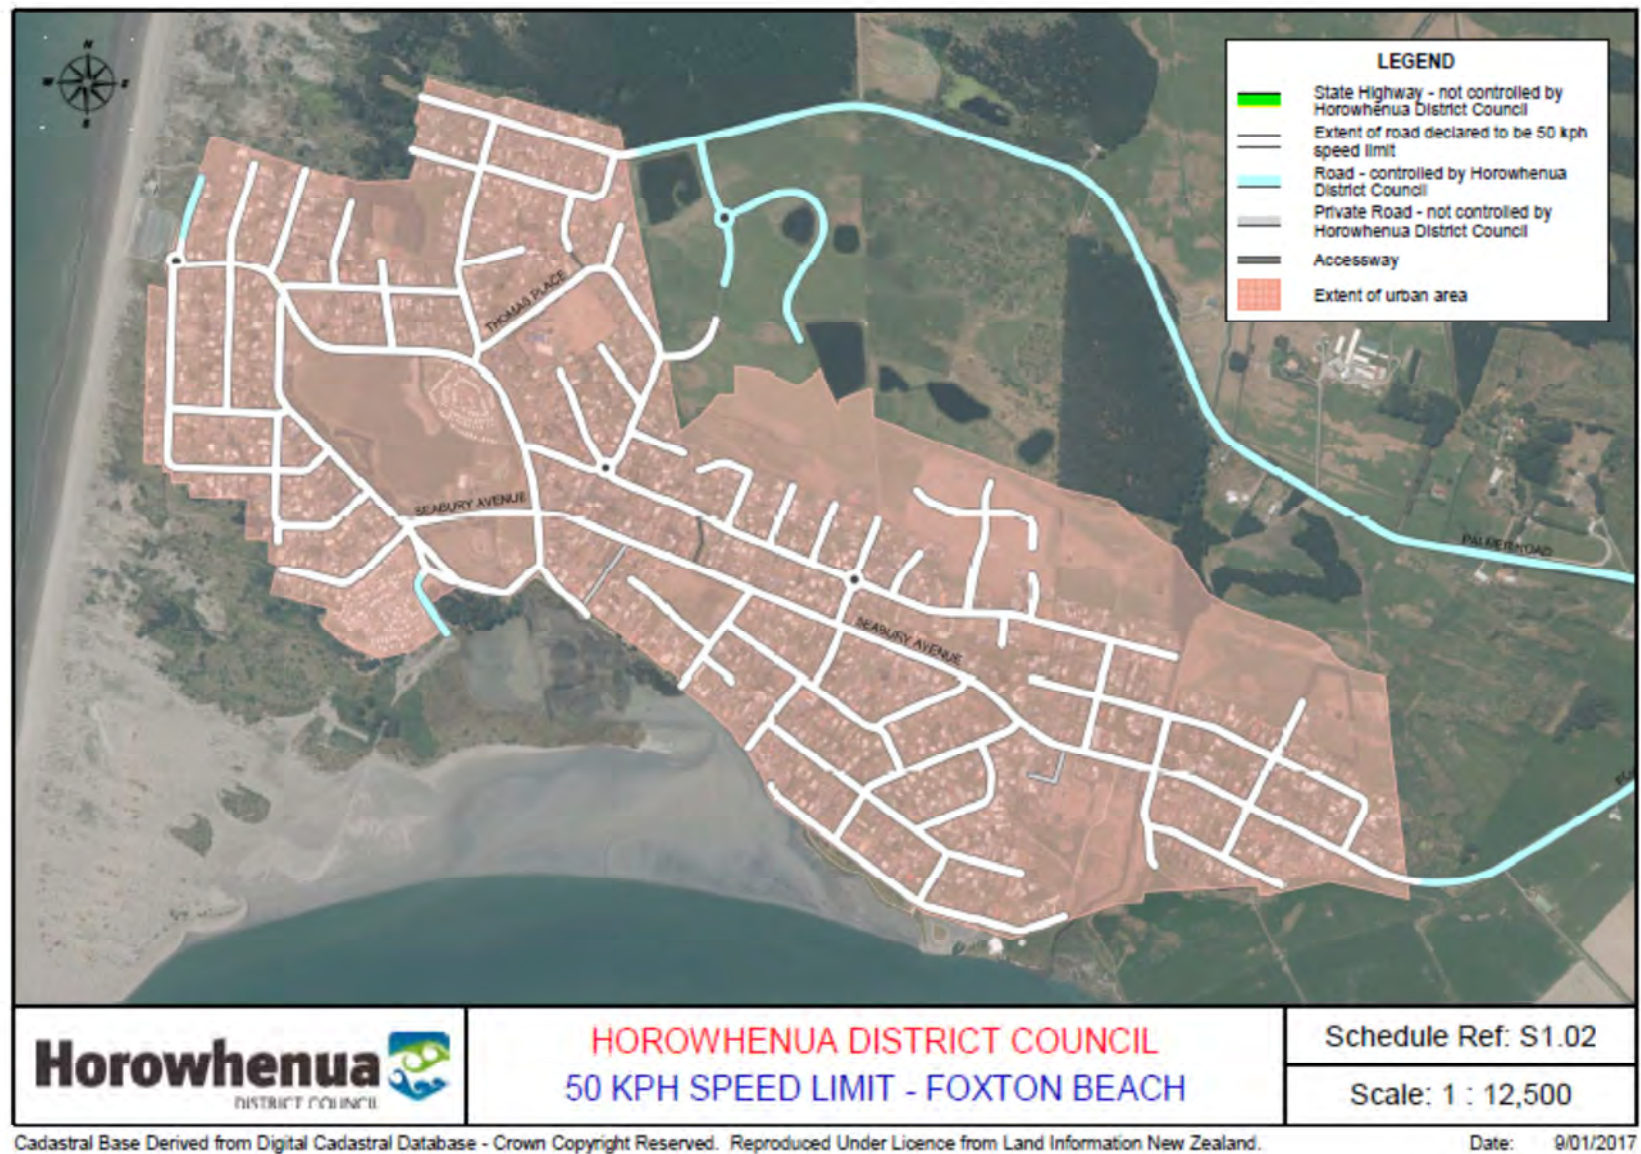 N
W
E
S
LEGEND
State Highway - not controlled by
Horowhenua District Council
Extent of road declared to be 50 kph
speed limit
Road - controlled by Horowhenua
District Council
Private Road - not controlled by
Horowhenua District Council
Accessway
Extent of urban area
THOMAS PLACE
SEABURY AVENUE
PALMER ROAD
SEABURY AVENUE
Horowhenua
DISTRICT COUNCIL
HOROWHENUA DISTRICT COUNCIL
50 KPH SPEED LIMIT - FOXTON BEACH
Schedule Ref: S1.02
Scale: 1 : 12,500
Cadastral Base Derived from Digital Cadastral Database - Crown Copyright Reserved. Reproduced Under Licence from Land Information New Zealand.
Date: 9/01/2017